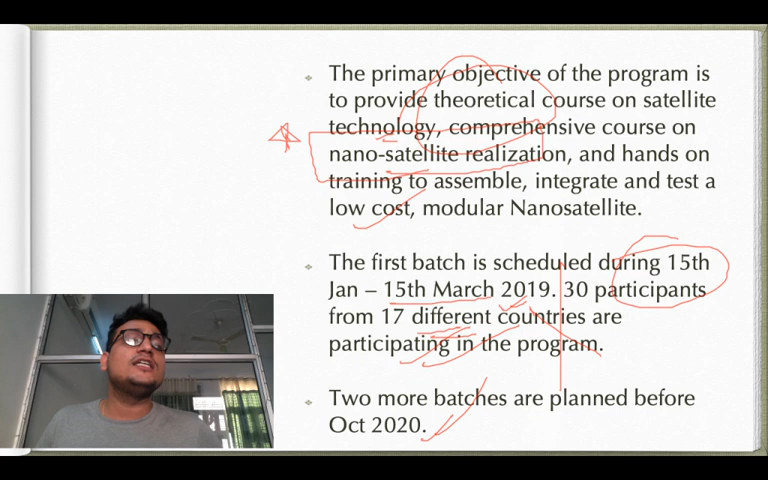 The primary objective of the program is
to provide theoretical course on satellite
technology, comprehensive course on
nano-satellite realization, and hands on
training to assemble, integrate and test a
low cost, modular Nanosatellite.
The first batch is scheduled during 15th
Jan – 15th March 2019. 30 participants
from 17 different countries are
participating in the program.
Two more batches are planned before
Oct 2020.